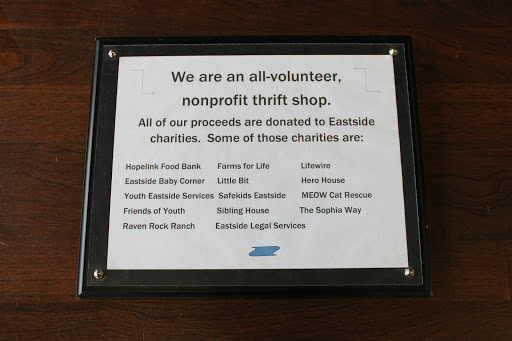 We are an all-volunteer,
nonprofit thrift shop.
All of our proceeds are donated to Eastside
charities. Some of those charities are:
Hopelink Food Bank Farms for Life Lifewire
Eastside Baby Corner Little Bit Hero House
Youth Eastside Services Safekids Eastside MEOW Cat Rescue
Friends of Youth Sibling House The Sophia Way
Raven Rock Ranch Eastside Legal Services